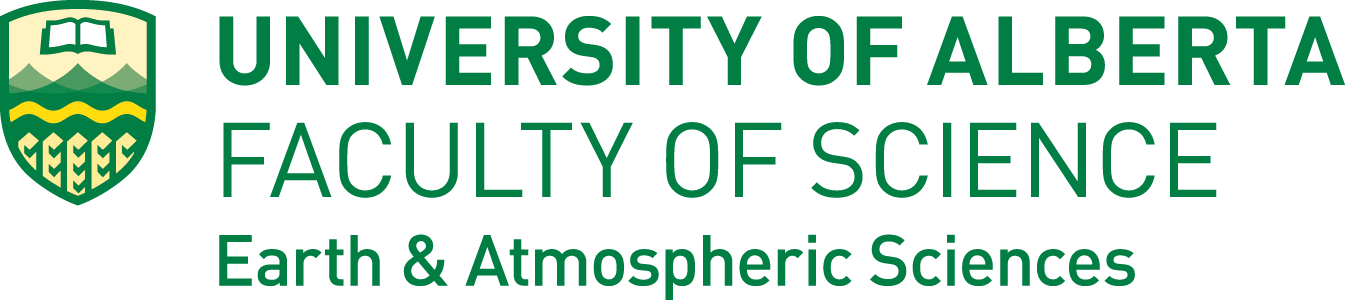 UNIVERSITY OF ALBERTA
FACULTY OF SCIENCE
Earth & Atmospheric Sciences